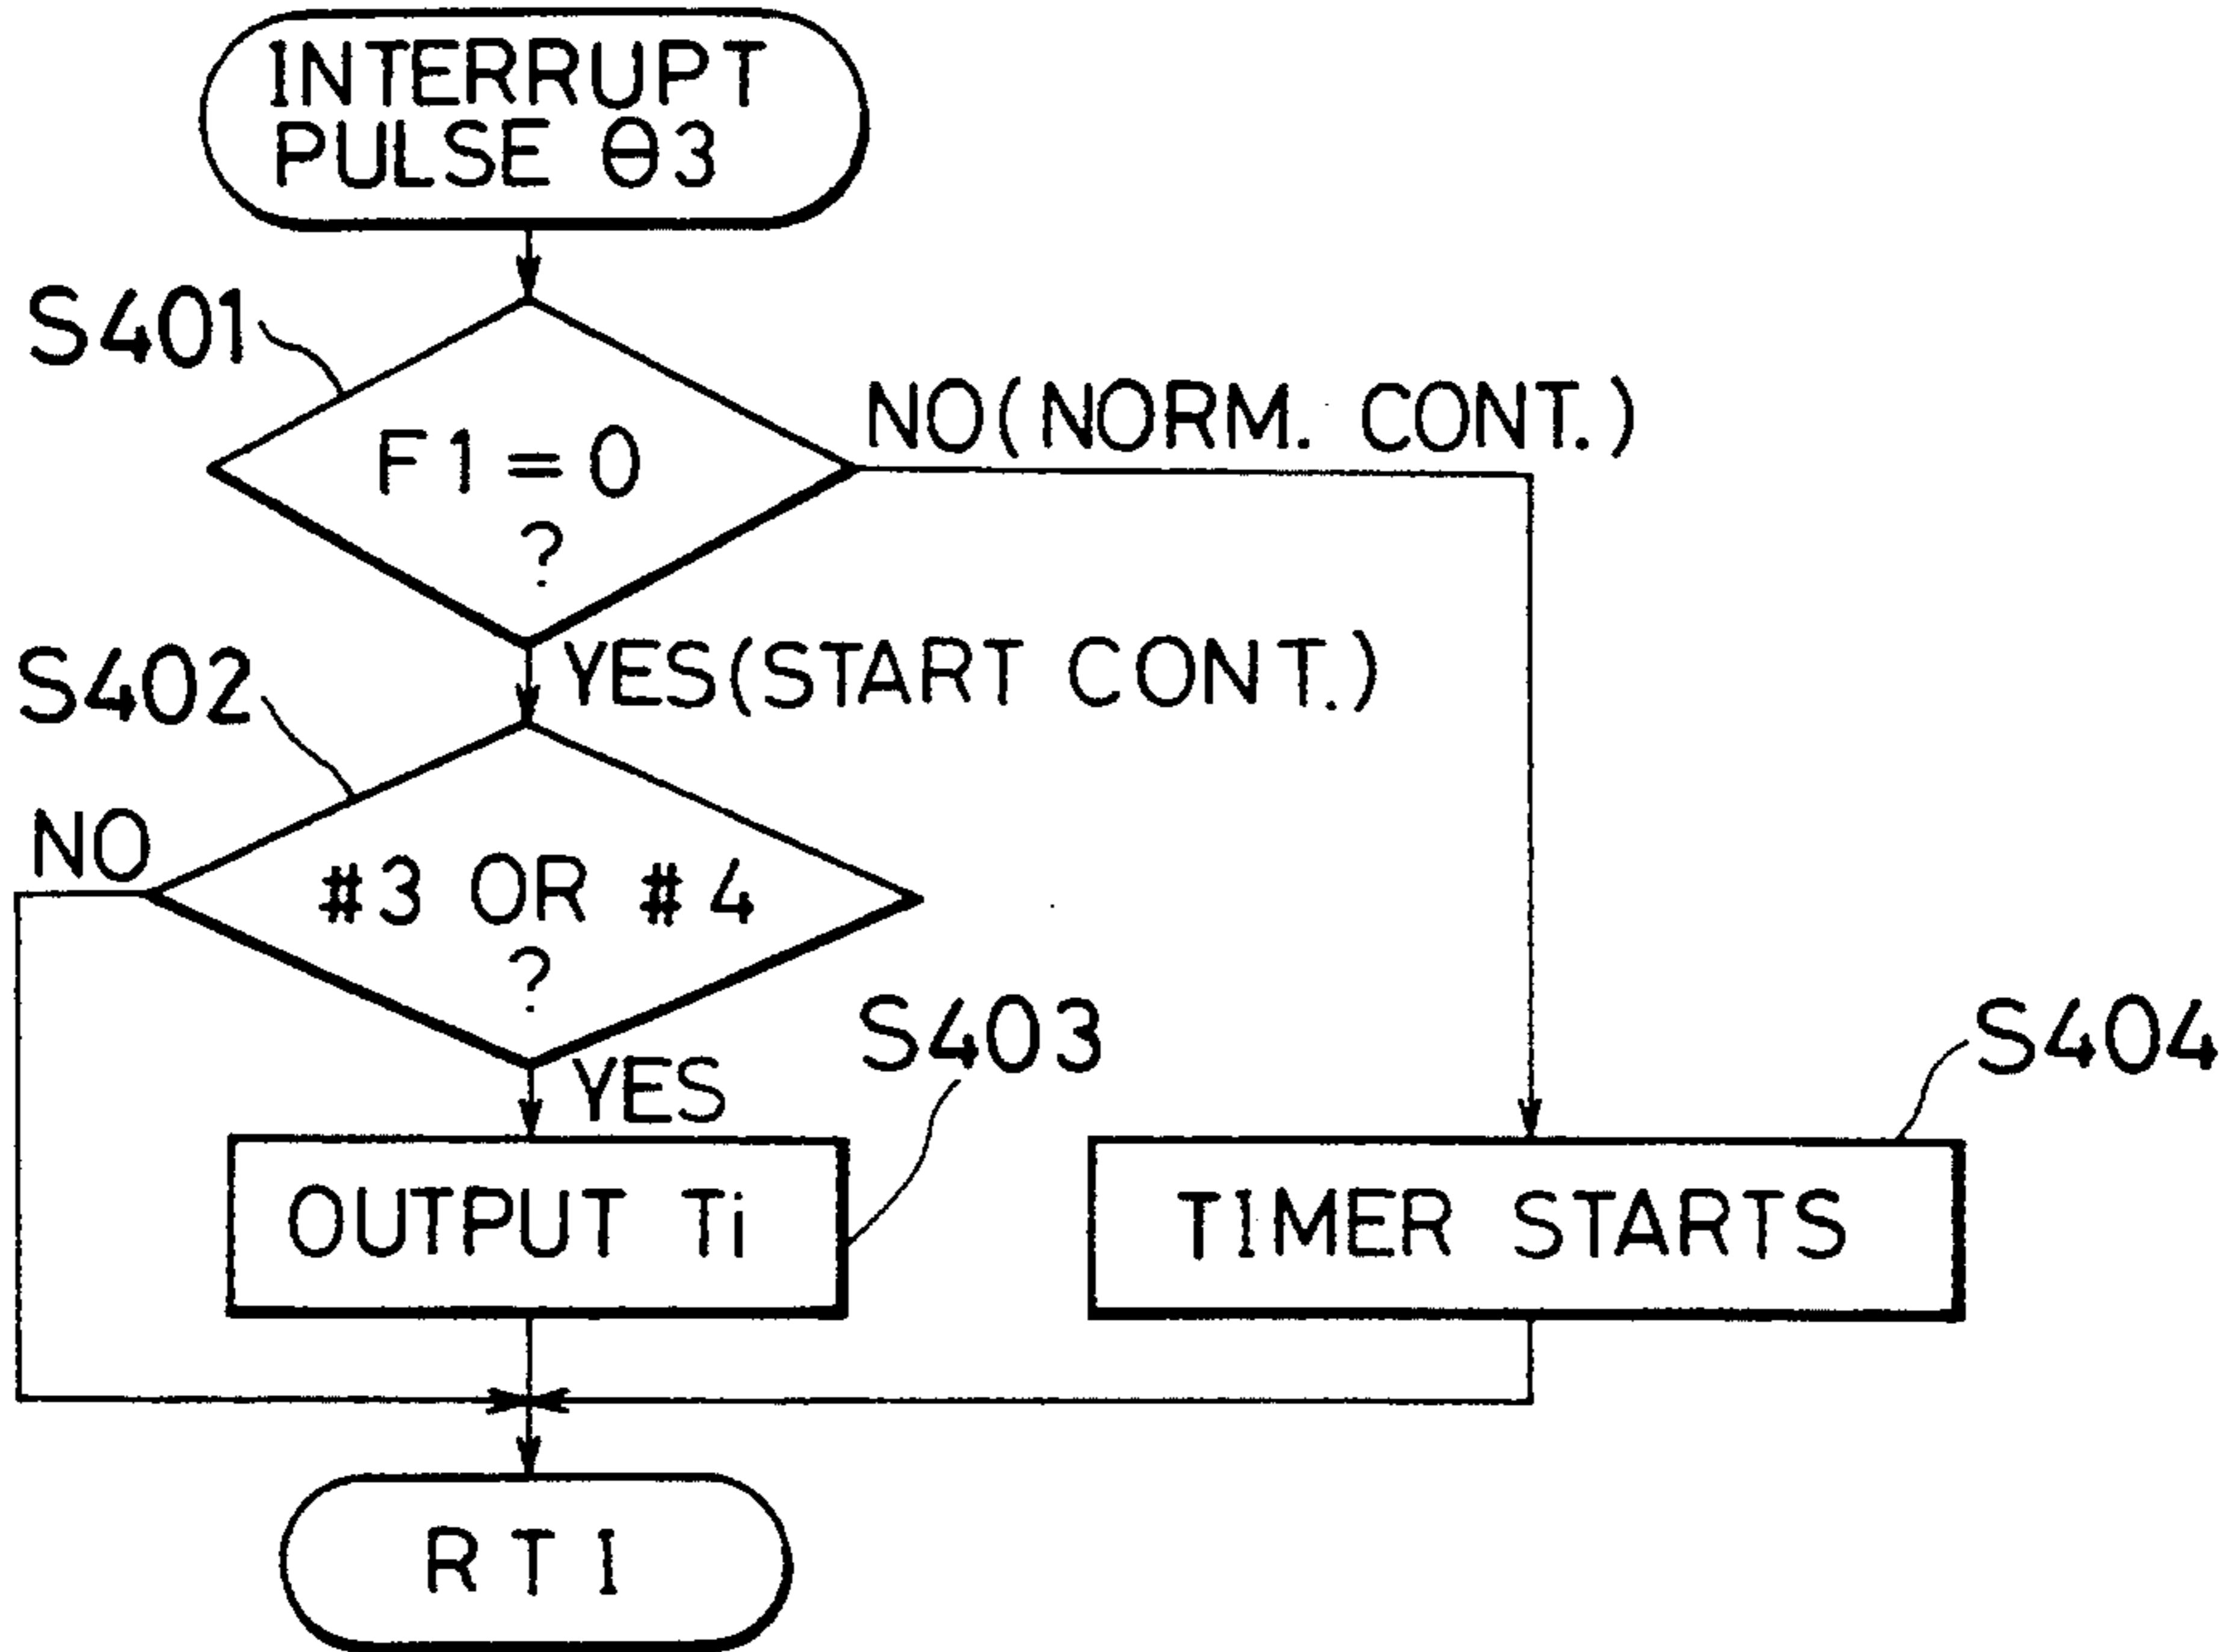 INTERRUPT
PULSE θ3
S401
F1=0
?
NO(NORM. CONT.)
YES(START CONT.)
S402
NO
#3 OR #4
?
YES
S403
S404
OUTPUT Ti
TIMER STARTS
RTI